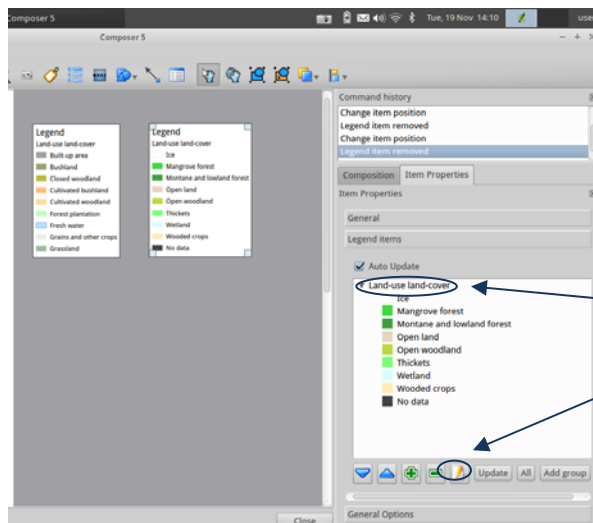 Composer 5
Tue, 19 Nov 14:10
user
Composer 5
Command history
Change item position
Legend item removed
Change item position
Legend item removed
Composition
Item Properties
Item Properties
General
Legend items
Auto Update
Land-use land-cover
Ice
Mangrove forest
Montane and lowland forest
Open land
Open woodland
Thickets
Wetland
Wooded crops
No data
Update
All
Add group
General Options
Legend
Land-use land-cover
Built-up area
Bushland
Closed woodland
Cultivated bushland
Cultivated woodland
Forest plantation
Fresh water
Grains and other crops
Grassland
Legend
Land-use land-cover
Ice
Mangrove forest
Montane and lowland forest
Open land
Open woodland
Thickets
Wetland
Wooded crops
No data
Close